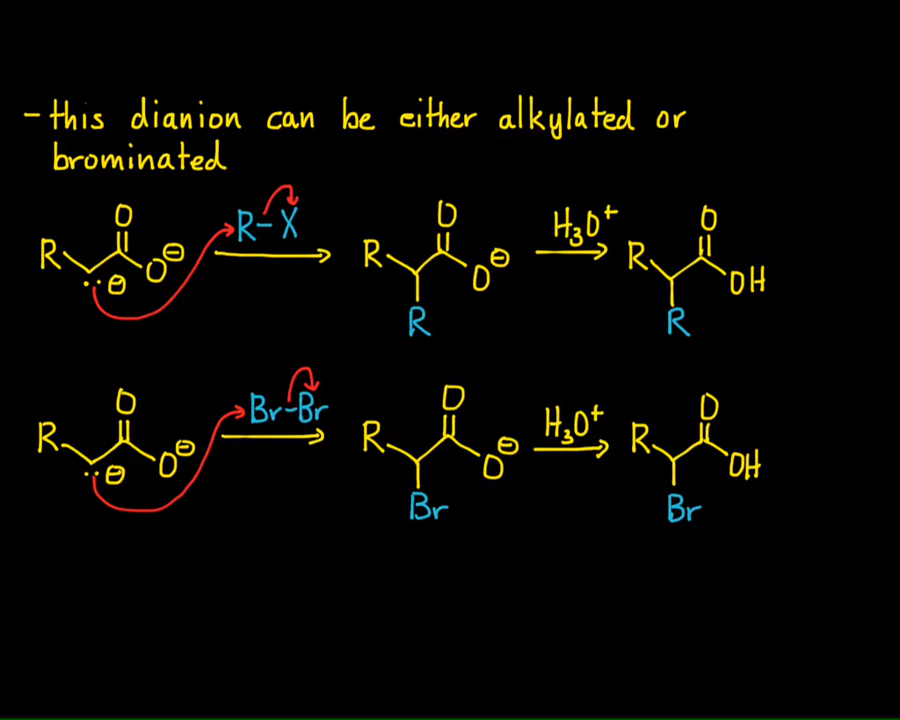 - this dianion can be either alkylated or
brominated
R O O⊖ ⊖ R-X R O O⊖ R H₃O⁺ R O OH R
R O O⊖ ⊖ Br-Br R O O⊖ Br H₃O⁺ R O OH Br